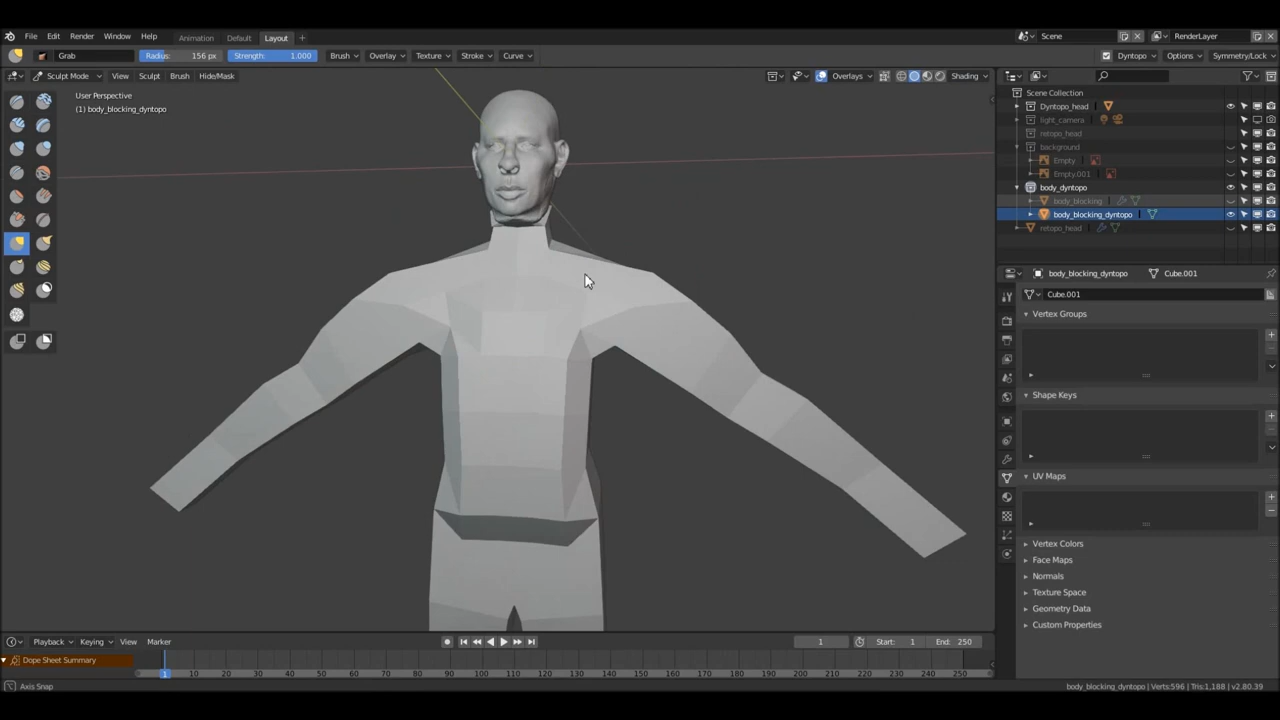 File Edit Render Window Help Animation Default Layout + Scene RenderLayer
Grab Radius: 156 px Strength: 1.000 Brush Overlay Texture Stroke Curve Dyntopo Options Symmetry/Lock
Sculpt Mode View Sculpt Brush Hide/Mask Overlays Shading
User Perspective
(1) body_blocking_dyntopo
Scene Collection
Dyntopo_head
light_camera
retopo_head
background
Empty
Empty.001
body_dyntopo
body_blocking
body_blocking_dyntopo
retopo_head
body_blocking_dyntopo Cube.001
Cube.001
Vertex Groups
Shape Keys
UV Maps
Vertex Colors
Face Maps
Normals
Texture Space
Geometry Data
Custom Properties
Playback Keying View Marker 1 Start: 1 End: 250
Dope Sheet Summary
1 10 20 30 40 50 60 70 80 90 100 110 120 130 140 150 160 170 180 190 200 210 220 230 240 250
Axis Snap body_blocking_dyntopo | Verts:596 | Tris:1,188 | v2.80.39